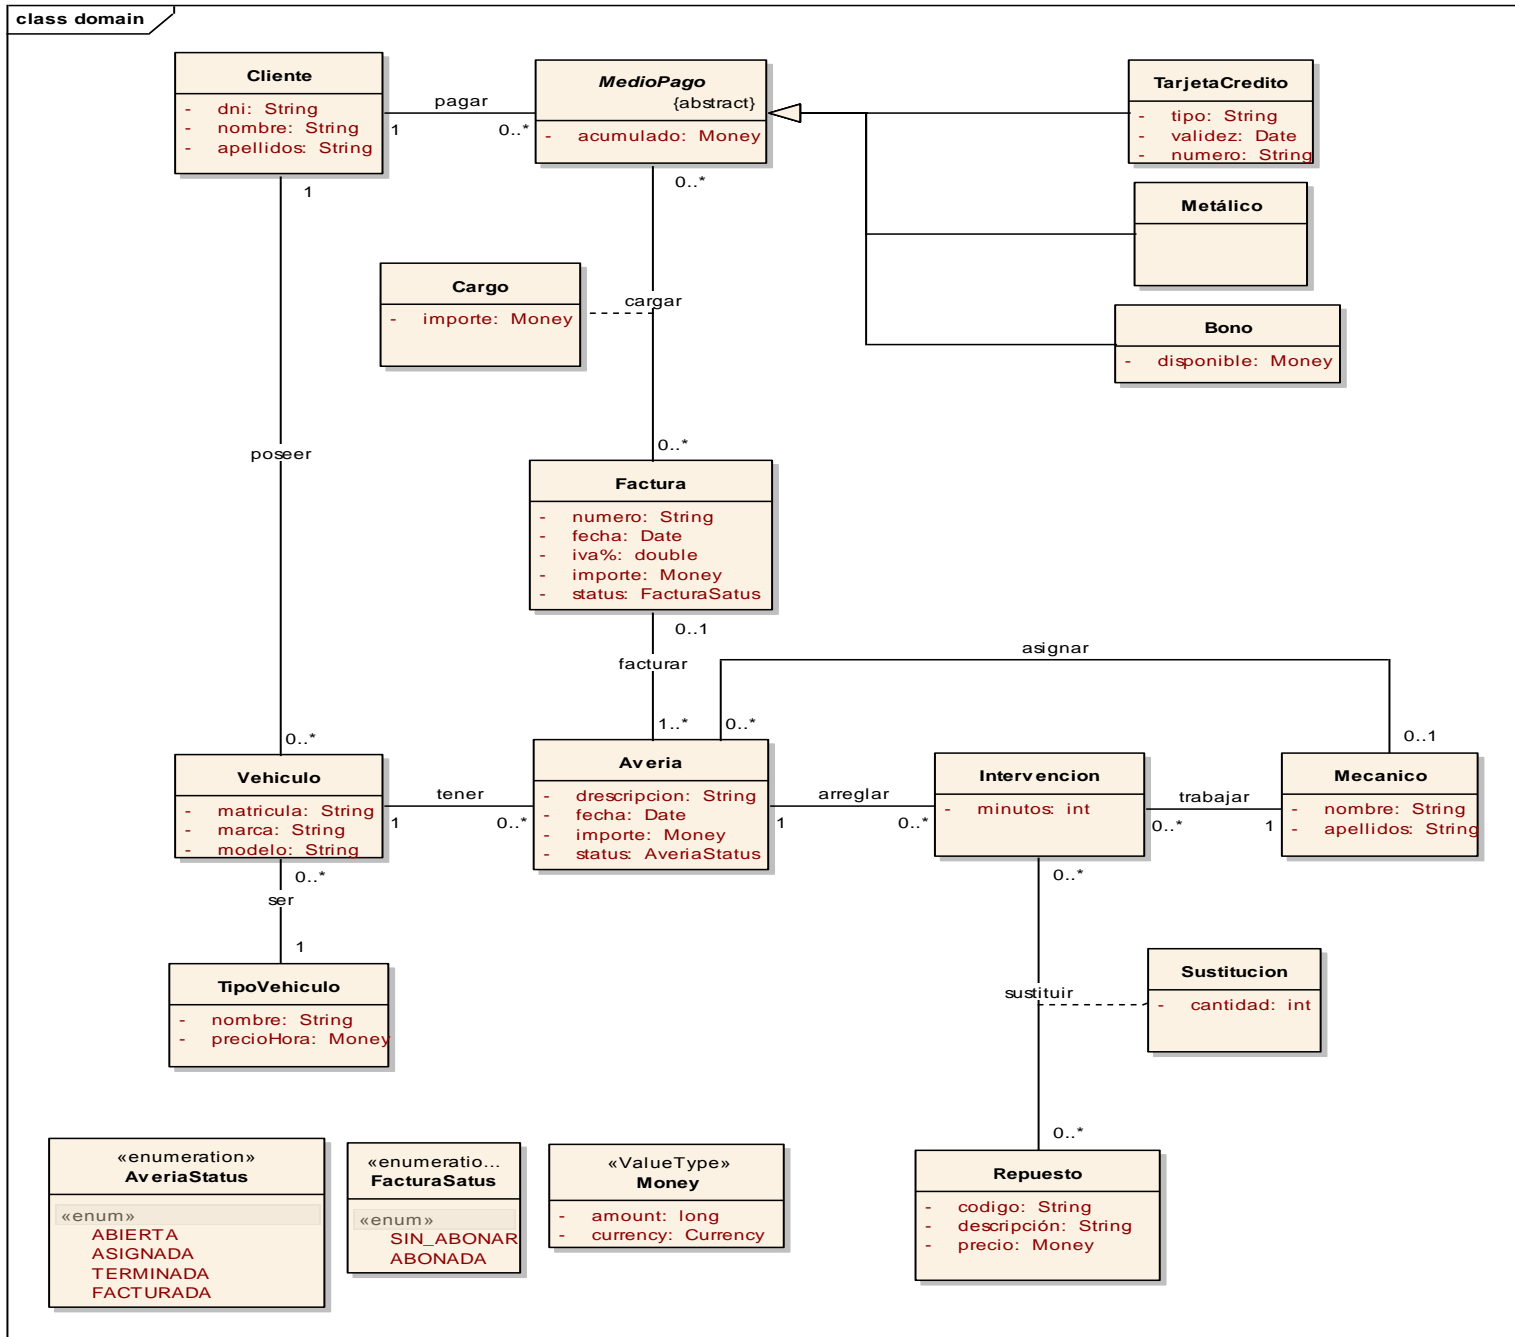 class domain
Cliente
- dni: String
- nombre: String
- apellidos: String
pagar
1
0..*
MedioPago
{abstract}
- acumulado: Money
TarjetaCredito
- tipo: String
- validez: Date
- numero: String
Metálico
Bono
- disponible: Money
1
0..*
Cargo
- importe: Money
cargar
poseer
0..*
Factura
- numero: String
- fecha: Date
- iva%: double
- importe: Money
- status: FacturaSatus
0..1
facturar
asignar
1..*
0..*
0..1
0..*
Vehiculo
- matricula: String
- marca: String
- modelo: String
tener
1
0..*
Averia
- drescripcion: String
- fecha: Date
- importe: Money
- status: AveriaStatus
arreglar
1
0..*
Intervencion
- minutos: int
trabajar
0..*
1
Mecanico
- nombre: String
- apellidos: String
0..*
ser
1
TipoVehiculo
- nombre: String
- precioHora: Money
0..*
sustituir
Sustitucion
- cantidad: int
0..*
Repuesto
- codigo: String
- descripción: String
- precio: Money
«enumeration»
AveriaStatus
«enum»
ABIERTA
ASIGNADA
TERMINADA
FACTURADA
«enumeratio...
FacturaSatus
«enum»
SIN_ABONAR
ABONADA
«ValueType»
Money
- amount: long
- currency: Currency